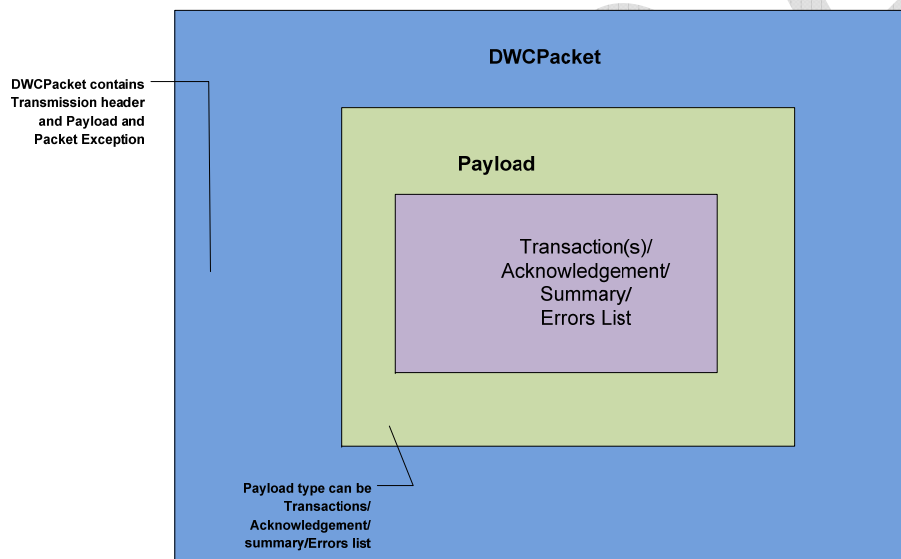 DWCPacket
DWCPacket contains
Transmission header
and Payload and
Packet Exception
Payload
Transaction(s)/
Acknowledgement/
Summary/
Errors List
Payload type can be
Transactions/
Acknowledgement/
summary/Errors list